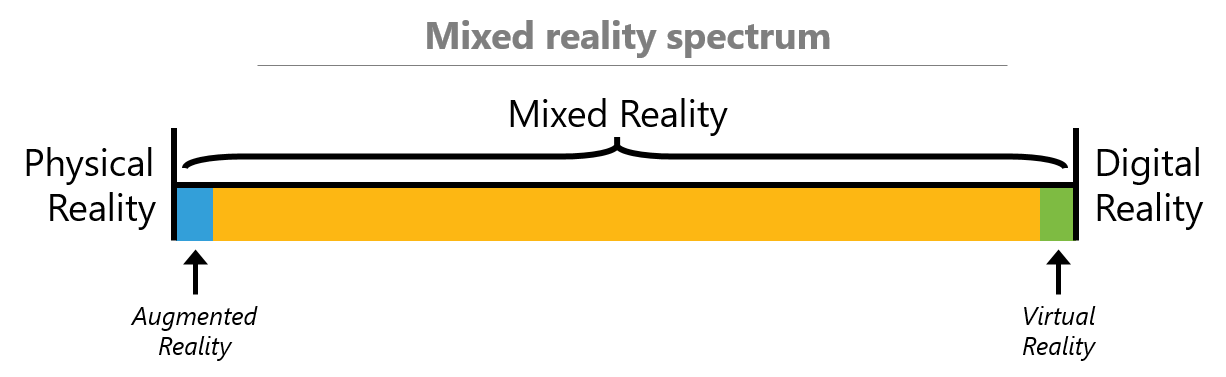 Mixed reality spectrum
Mixed Reality
Physical
Reality
Digital
Reality
Augmented
Reality
Virtual
Reality